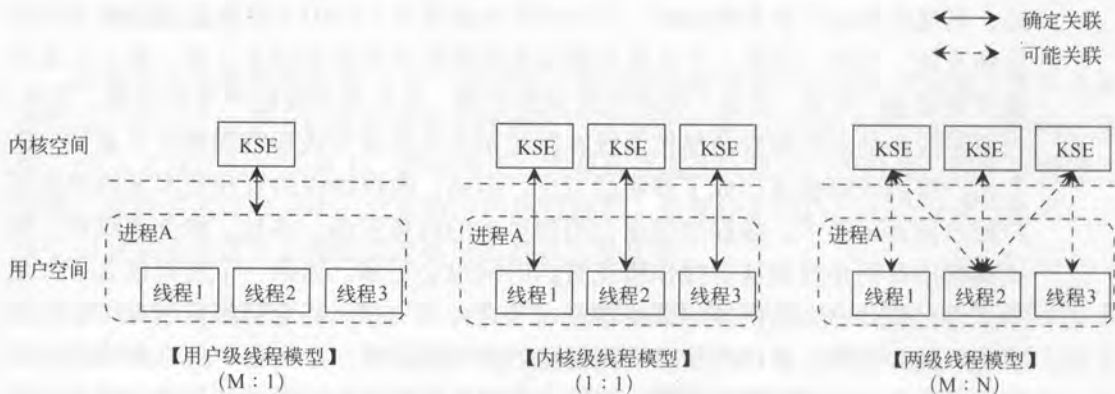 确定关联
可能关联
内核空间
KSE
KSE
KSE
KSE
KSE
KSE
KSE
进程A
进程A
进程A
用户空间
线程1
线程2
线程3
线程1
线程2
线程3
线程1
线程2
线程3
【用户级线程模型】
(M:1)
【内核级线程模型】
(1:1)
【两级线程模型】
(M:N)